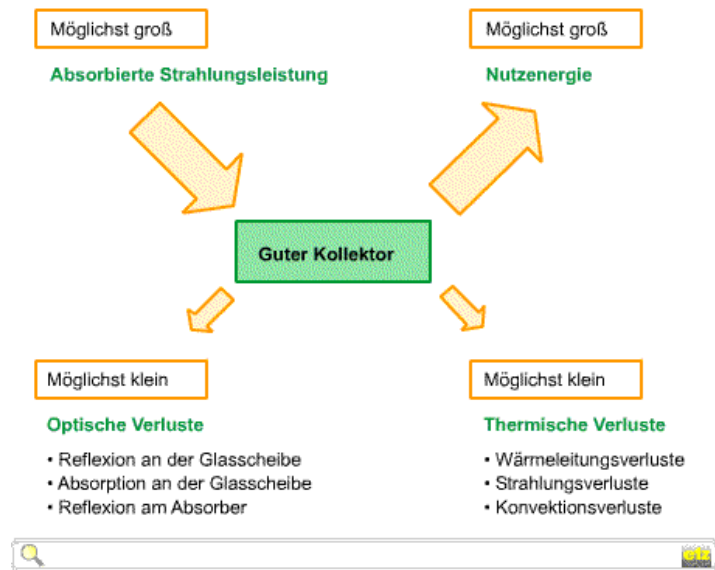 Möglichst groß
Absorbierte Strahlungsleistung
Möglichst groß
Nutzenergie
Guter Kollektor
Möglichst klein
Optische Verluste
• Reflexion an der Glasscheibe
• Absorption an der Glasscheibe
• Reflexion am Absorber
Möglichst klein
Thermische Verluste
• Wärmeleitungsverluste
• Strahlungsverluste
• Konvektionsverluste